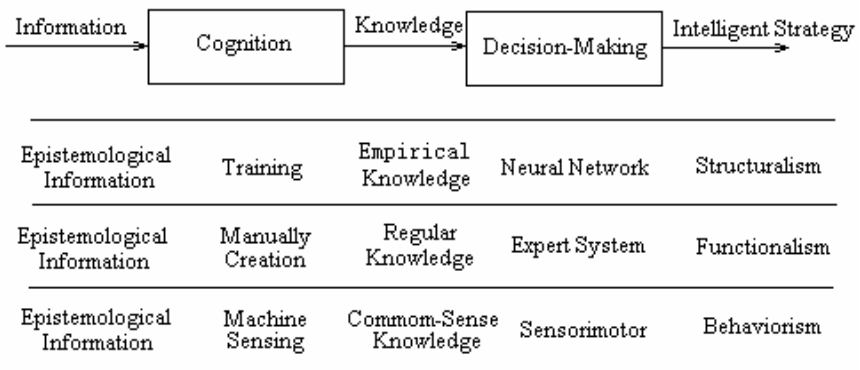 Information
Cognition
Knowledge
Decision-Making
Intelligent Strategy
Epistemological
Information
Training
Empirical
Knowledge
Neural Network
Structuralism
Epistemological
Information
Manually
Creation
Regular
Knowledge
Expert System
Functionalism
Epistemological
Information
Machine
Sensing
Commom-Sense
Knowledge
Sensorimotor
Behaviorism